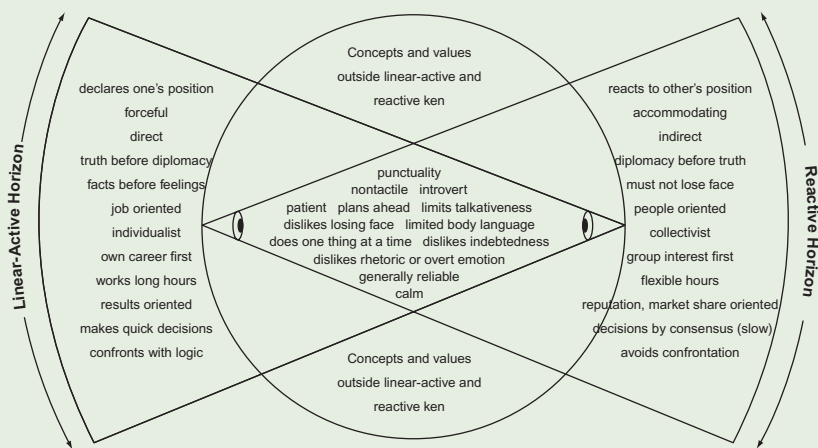 Linear-Active Horizon
declares one's position
forceful
direct
truth before diplomacy
facts before feelings
job oriented
individualist
own career first
works long hours
results oriented
makes quick decisions
confronts with logic
Concepts and values
outside linear-active and
reactive ken
punctuality
nontactile introvert
patient plans ahead limits talkativeness
dislikes losing face limited body language
does one thing at a time dislikes indebtedness
dislikes rhetoric or overt emotion
generally reliable
calm
Concepts and values
outside linear-active and
reactive ken
reacts to other's position
accommodating
indirect
diplomacy before truth
must not lose face
people oriented
collectivist
group interest first
flexible hours
reputation, market share oriented
decisions by consensus (slow)
avoids confrontation
Reactive Horizon